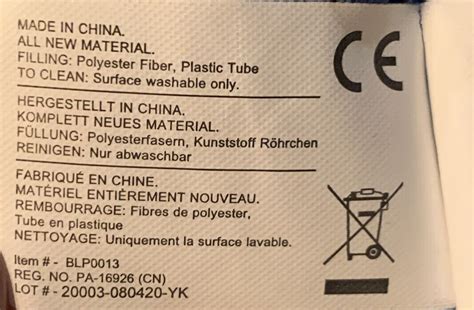 MADE IN CHINA.
ALL NEW MATERIAL.
FILLING: Polyester Fiber, Plastic Tube
TO CLEAN: Surface washable only.
HERGESTELLT IN CHINA.
KOMPLETT NEUES MATERIAL.
FÜLLUNG: Polyesterfasern, Kunststoff Röhrchen
REINIGEN: Nur abwaschbar
FABRIQUÉ EN CHINE.
MATÉRIEL ENTIÈREMENT NOUVEAU.
REMBOURRAGE: Fibres de polyester,
Tube en plastique
NETTOYAGE: Uniquement la surface lavable.
Item # - BLP0013
REG. NO. PA-16926 (CN)
LOT # - 20003-080420-YK
CE